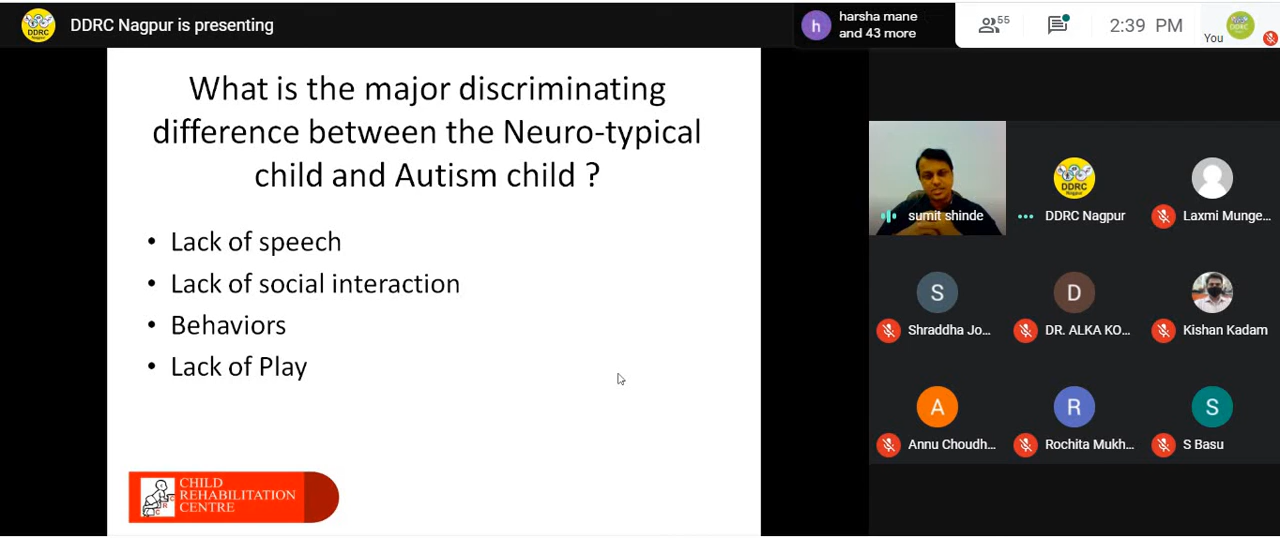 DDRC Nagpur is presenting
h
harsha mane
and 43 more
55
2:39 PM
You
What is the major discriminating
difference between the Neuro-typical
child and Autism child ?
• Lack of speech
• Lack of social interaction
• Behaviors
• Lack of Play
CHILD
REHABILITATION
CENTRE
sumit shinde
DDRC
Nagpur
DDRC Nagpur
Laxmi Munge...
S
Shraddha Jo...
D
DR. ALKA KO...
Kishan Kadam
A
Annu Choudh...
R
Rochita Mukh...
S
S Basu